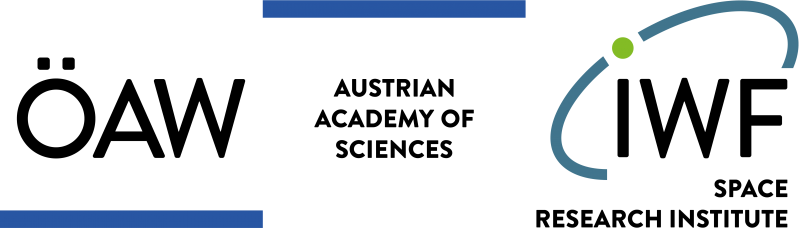 ÖAW
AUSTRIAN
ACADEMY OF
SCIENCES
IWF
SPACE
RESEARCH INSTITUTE